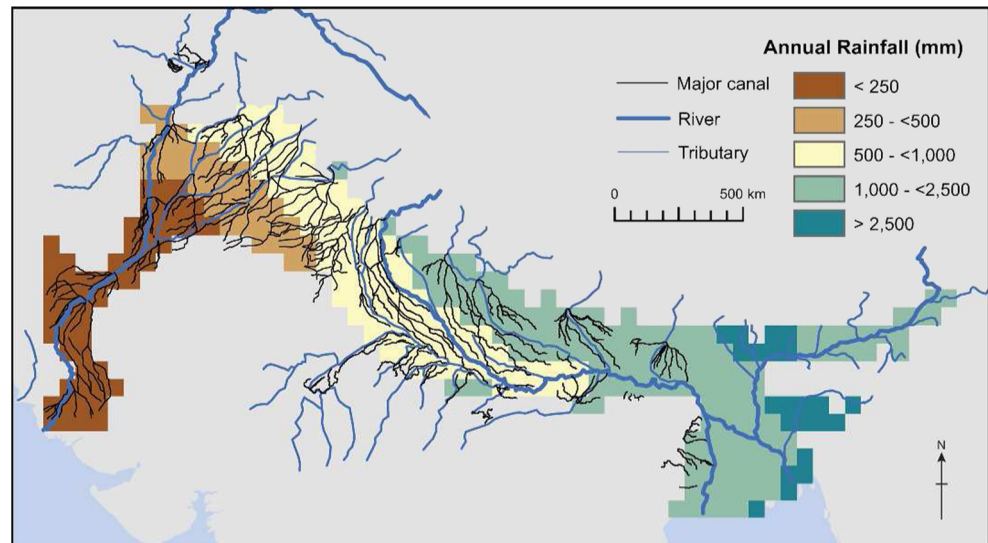 Annual Rainfall (mm)
Major canal
River
Tributary
< 250
250 - <500
500 - <1,000
1,000 - <2,500
> 2,500
0 500 km
N